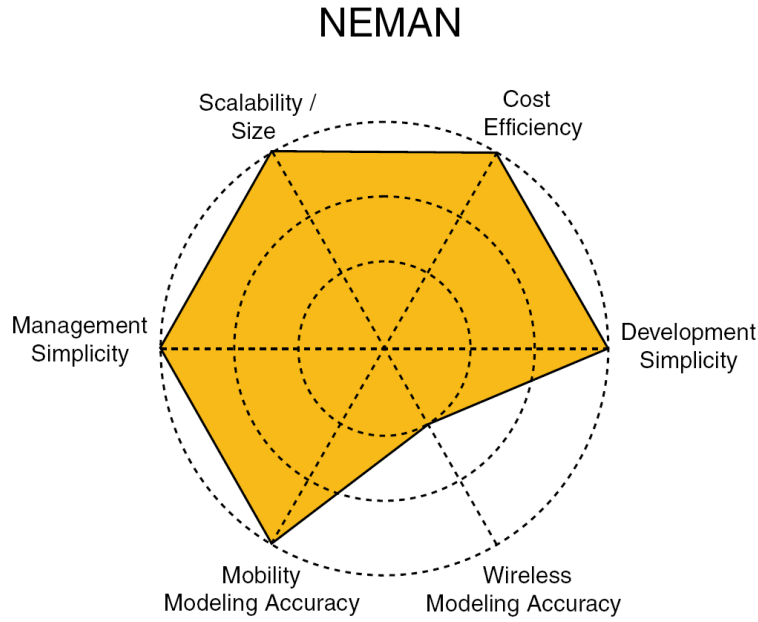 NEMAN
Scalability /
Size
Cost
Efficiency
Management
Simplicity
Development
Simplicity
Mobility
Modeling Accuracy
Wireless
Modeling Accuracy